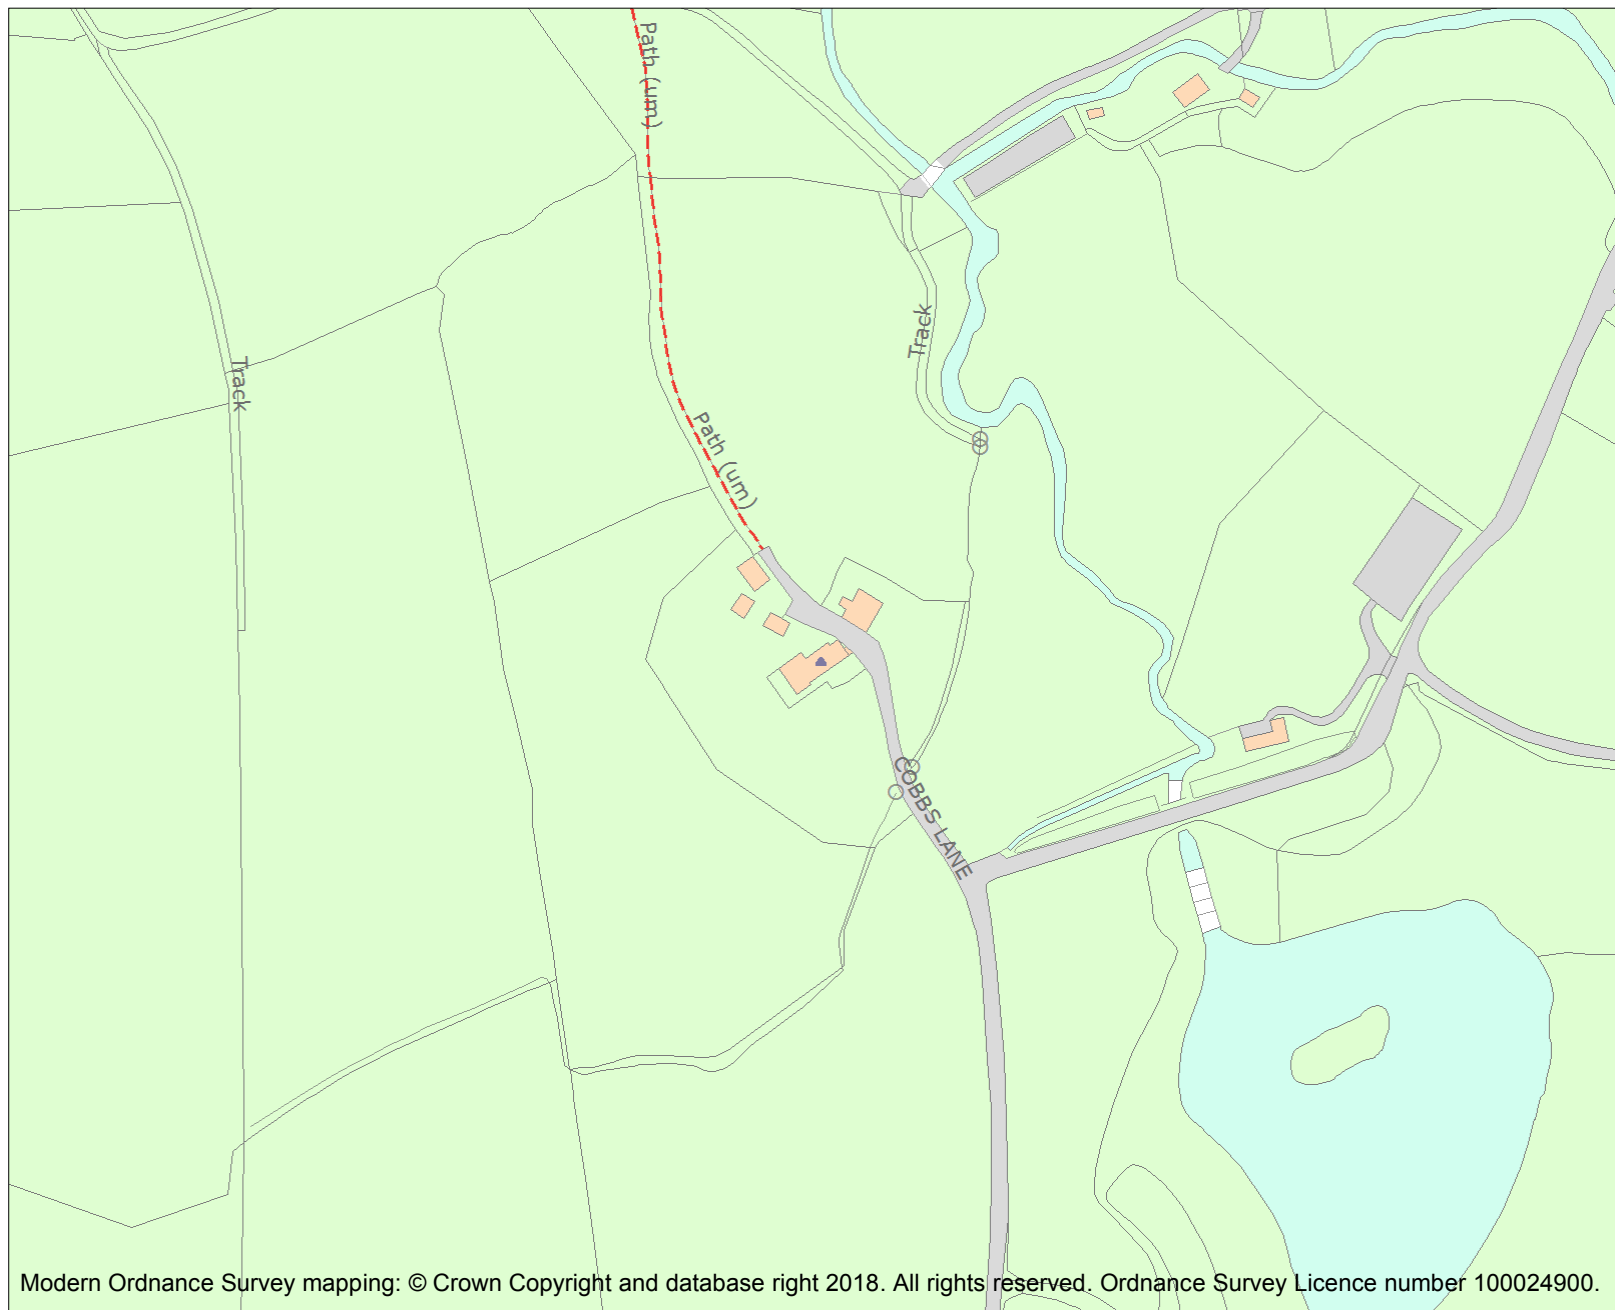 Path (um)
Track
Track
Path (um)
COBBS LANE
Modern Ordnance Survey mapping: © Crown Copyright and database right 2018. All rights reserved. Ordnance Survey Licence number 100024900.